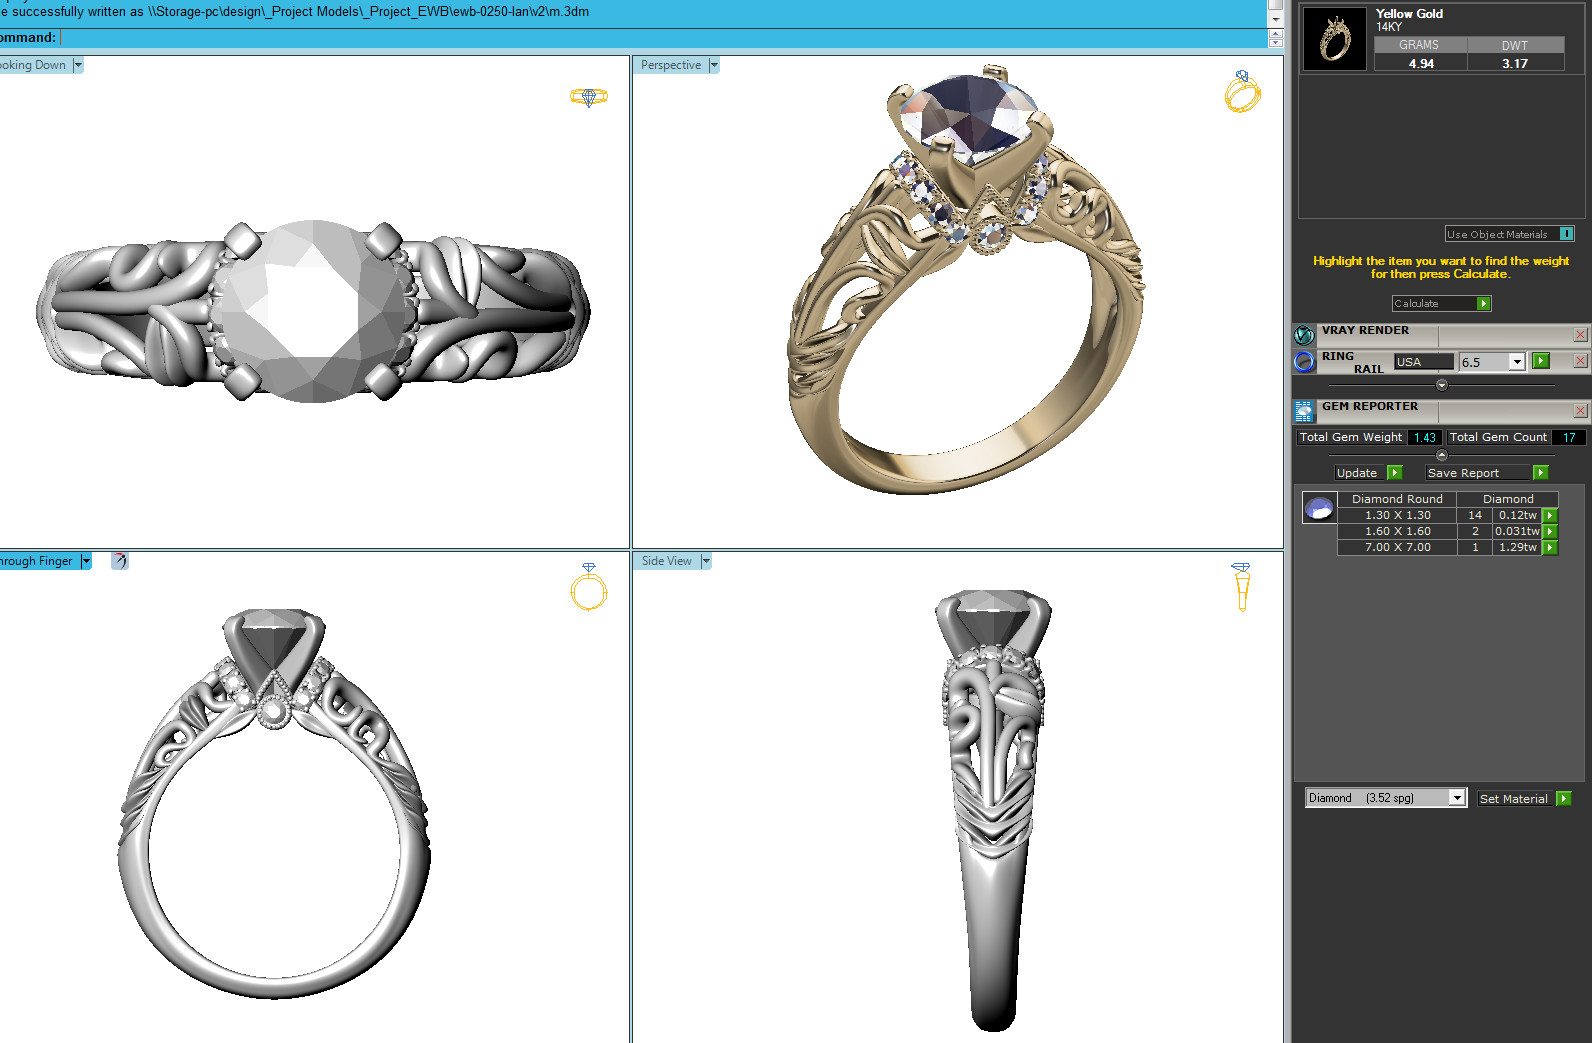 e successfully written as \\Storage-pc\design\_Project Models\_Project_EWB\ewb-0250-lan\v2\m.3dm
ommand:
ooking Down
Perspective
hrough Finger
Side View
Yellow Gold
14KY
GRAMS DWT
4.94 3.17
Use Object Materials
Highlight the item you want to find the weight
for then press Calculate.
Calculate
VRAY RENDER
RING
RAIL USA 6.5
GEM REPORTER
Total Gem Weight 1.43 Total Gem Count 17
Update Save Report
Diamond Round Diamond
1.30 X 1.30 14 0.12tw
1.60 X 1.60 2 0.031tw
7.00 X 7.00 1 1.29tw
Diamond (3.52 spg) Set Material